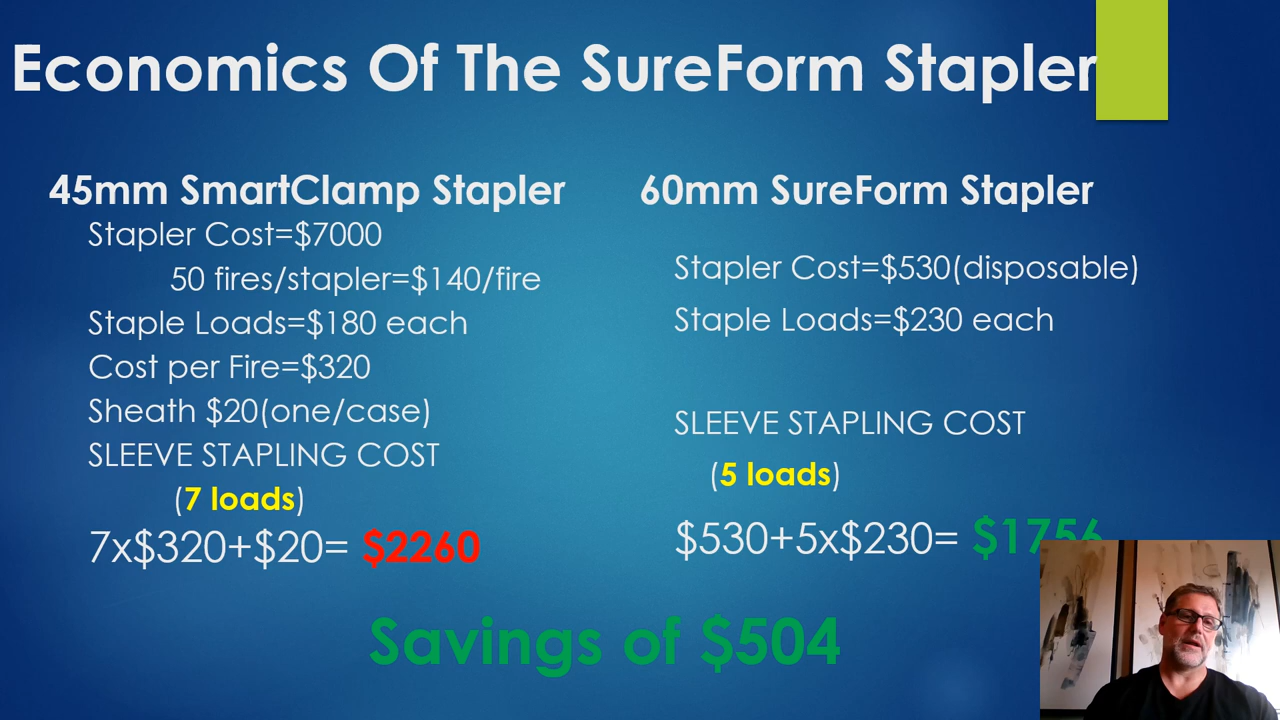 Economics Of The SureForm Stapler
45mm SmartClamp Stapler
Stapler Cost=$7000
50 fires/stapler=$140/fire
Staple Loads=$180 each
Cost per Fire=$320
Sheath $20(one/case)
SLEEVE STAPLING COST
(7 loads)
7x$320+$20= $2260
60mm SureForm Stapler
Stapler Cost=$530(disposable)
Staple Loads=$230 each
SLEEVE STAPLING COST
(5 loads)
$530+5x$230= $1756
Savings of $504